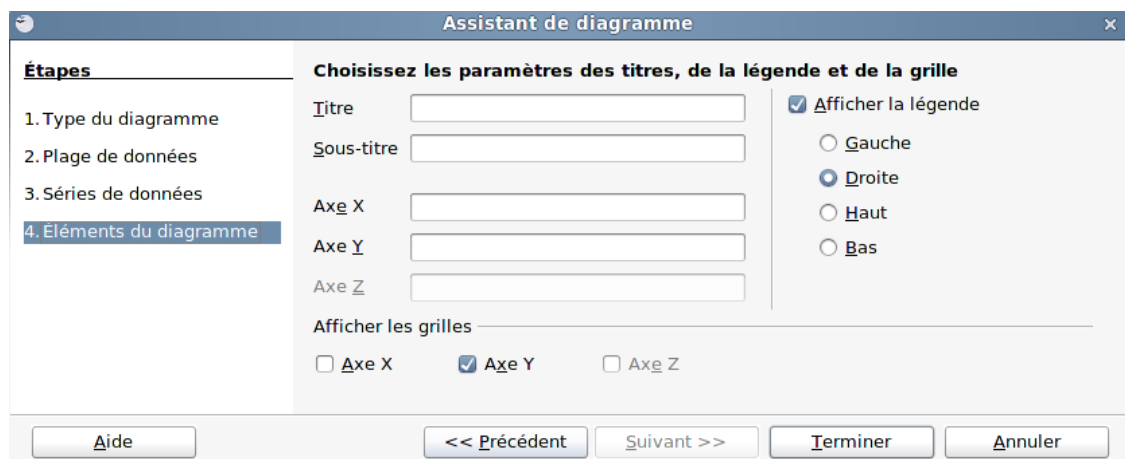 Assistant de diagramme
Étapes
1. Type du diagramme
2. Plage de données
3. Séries de données
4. Éléments du diagramme
Choisissez les paramètres des titres, de la légende et de la grille
Titre
Sous-titre
Axe X
Axe Y
Axe Z
Afficher la légende
Gauche
Droite
Haut
Bas
Afficher les grilles
Axe X Axe Y Axe Z
Aide << Précédent Suivant >> Terminer Annuler